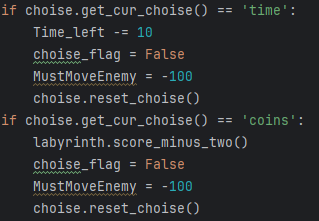 if choise.get_cur_choise() == 'time':
    Time_left -= 10
    choise_flag = False
    MustMoveEnemy = -100
    choise.reset_choise()
if choise.get_cur_choise() == 'coins':
    labyrinth.score_minus_two()
    choise_flag = False
    MustMoveEnemy = -100
    choise.reset_choise()